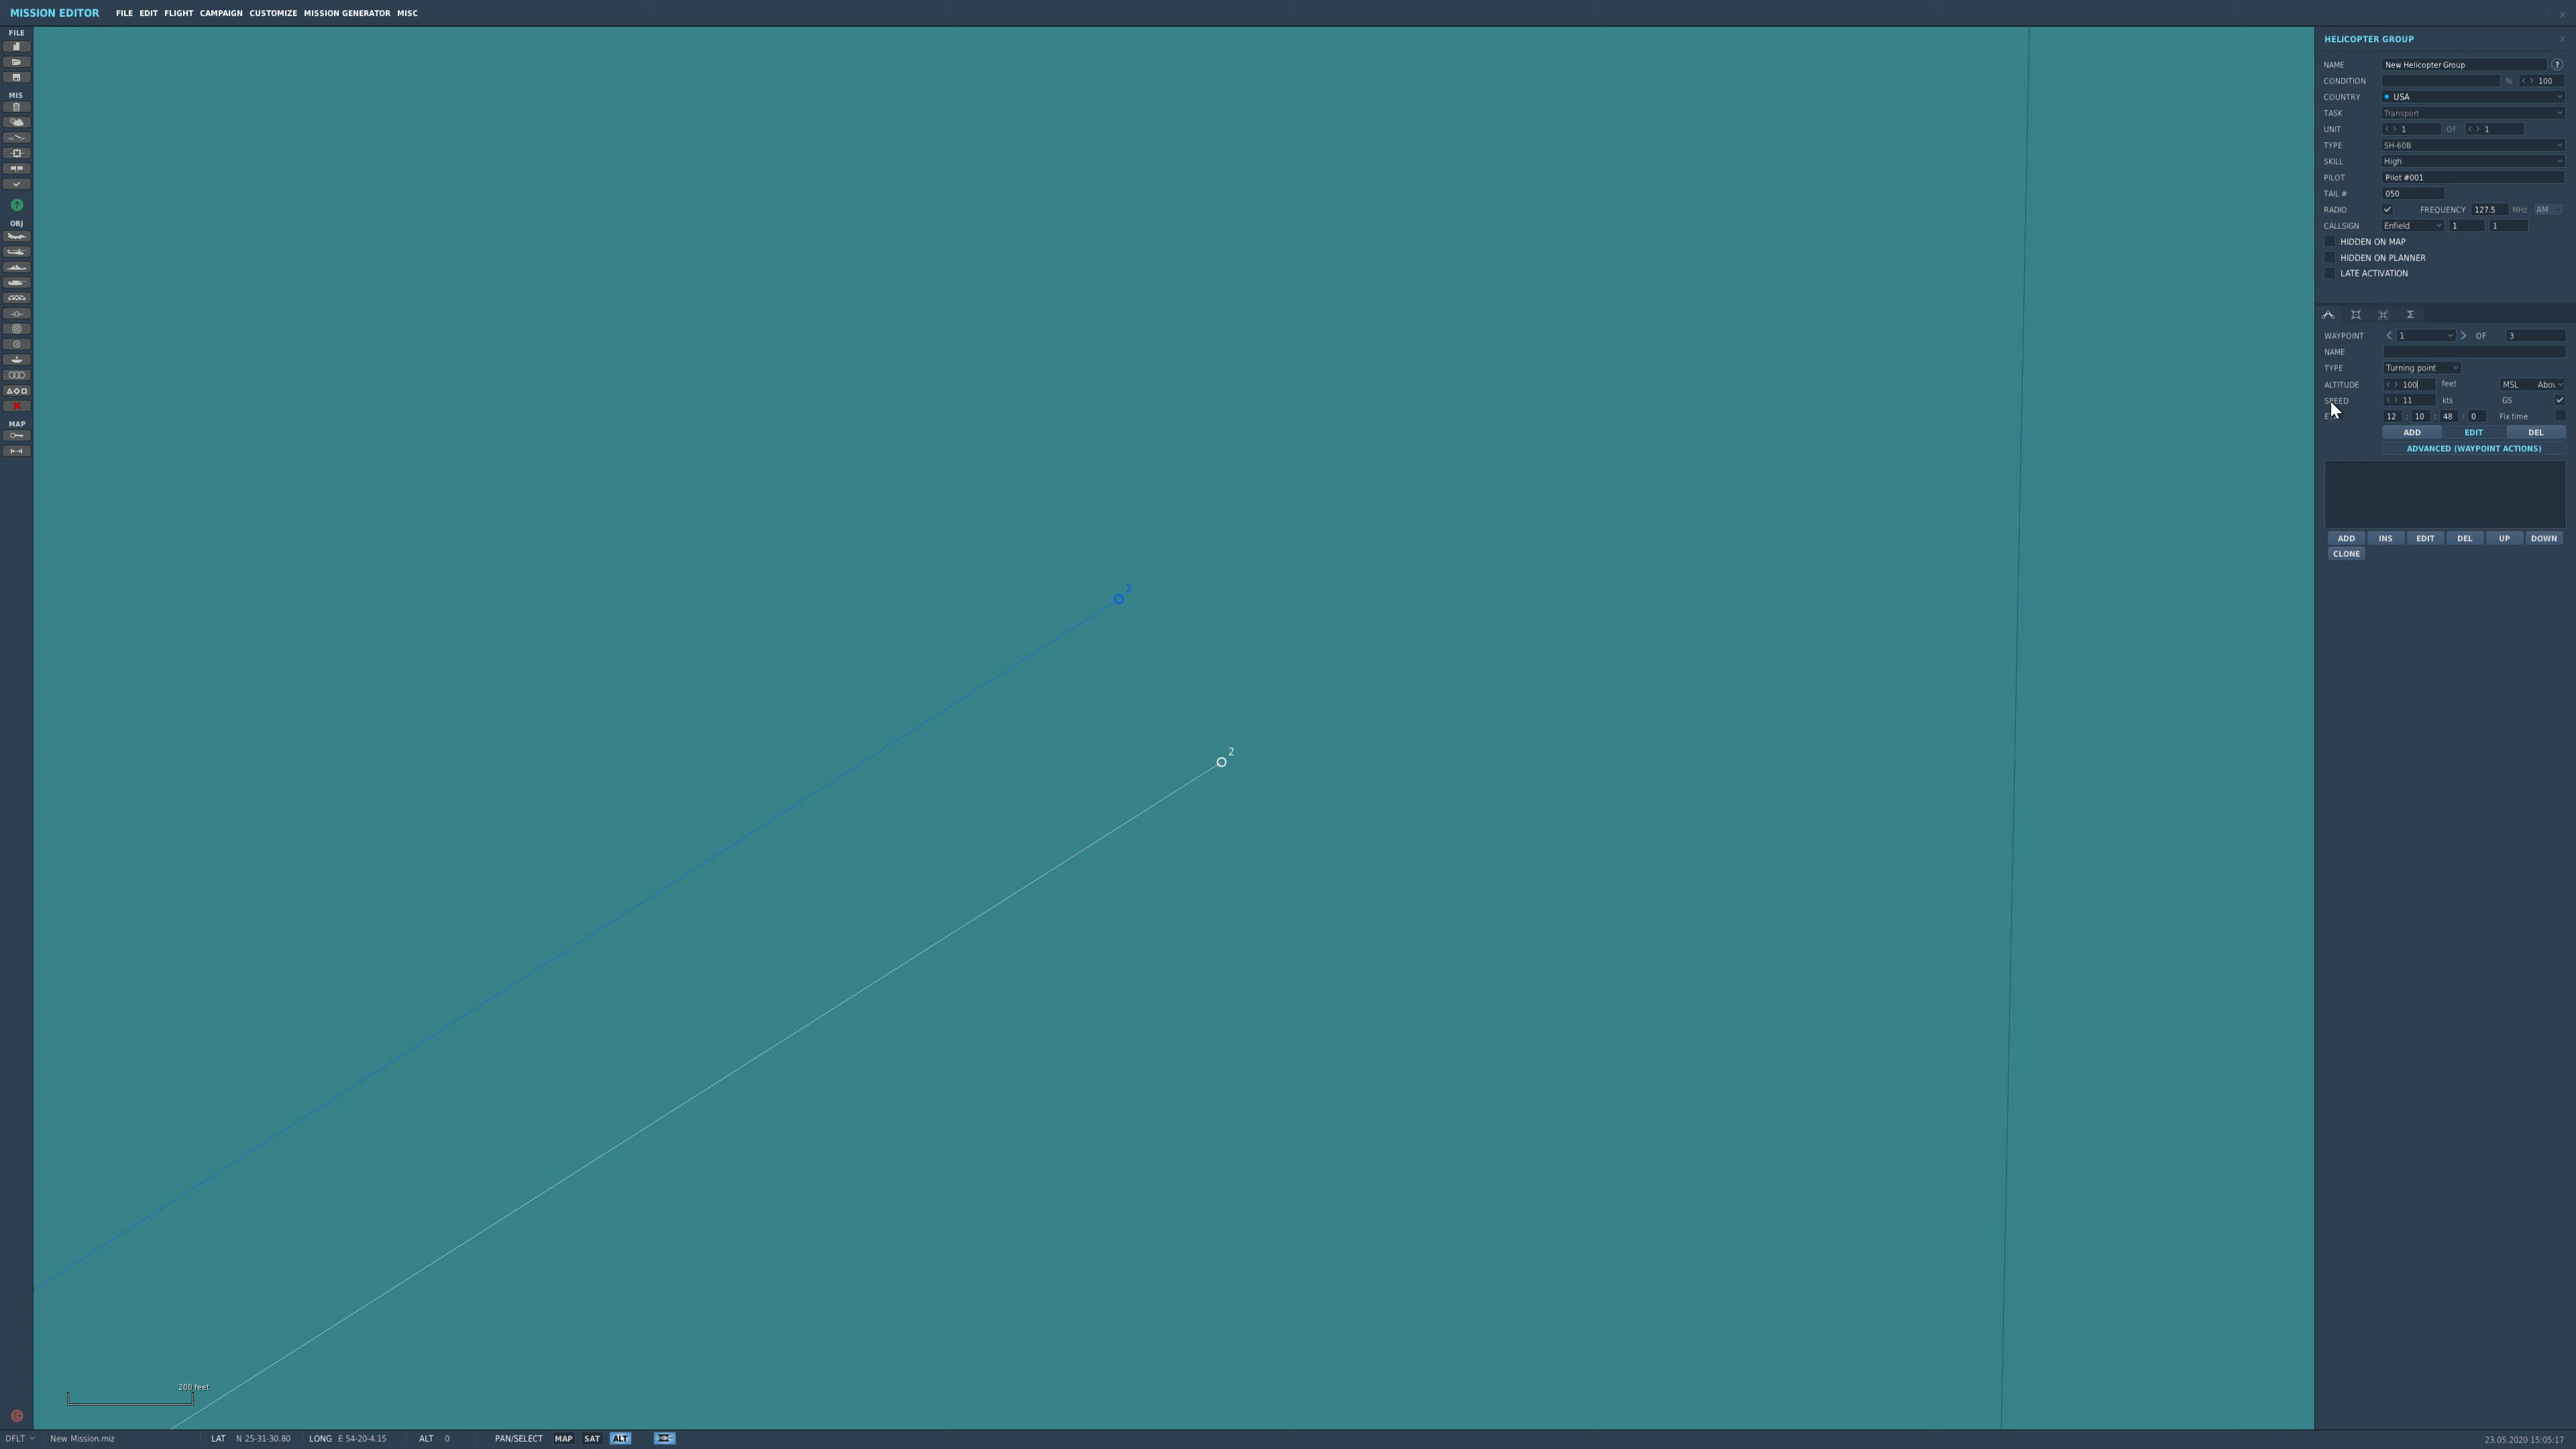 MISSION EDITOR FILE EDIT FLIGHT CAMPAIGN CUSTOMIZE MISSION GENERATOR MISC
FILE
MIS
OBJ
MAP
2
2
200 feet
HELICOPTER GROUP
NAME New Helicopter Group ?
CONDITION % < > 100
COUNTRY USA
TASK Transport
UNIT < > 1 OF < > 1
TYPE SH-60B
SKILL High
PILOT Pilot #001
TAIL # 050
RADIO FREQUENCY 127.5 MHz AM
CALLSIGN Enfield 1 1
HIDDEN ON MAP
HIDDEN ON PLANNER
LATE ACTIVATION
Σ
WAYPOINT < 1 > OF 3
NAME
TYPE Turning point
ALTITUDE < > 100 feet MSL Abov
SPEED < > 11 kts GS
12 : 10 : 48 / 0 Fix time
ADD EDIT DEL
ADVANCED (WAYPOINT ACTIONS)
ADD INS EDIT DEL UP DOWN
CLONE
DFLT New Mission.miz LAT N 25-31-30.80 LONG E 54-20-4.15 ALT 0 PAN/SELECT MAP SAT ALT 23.05.2020 15:05:17